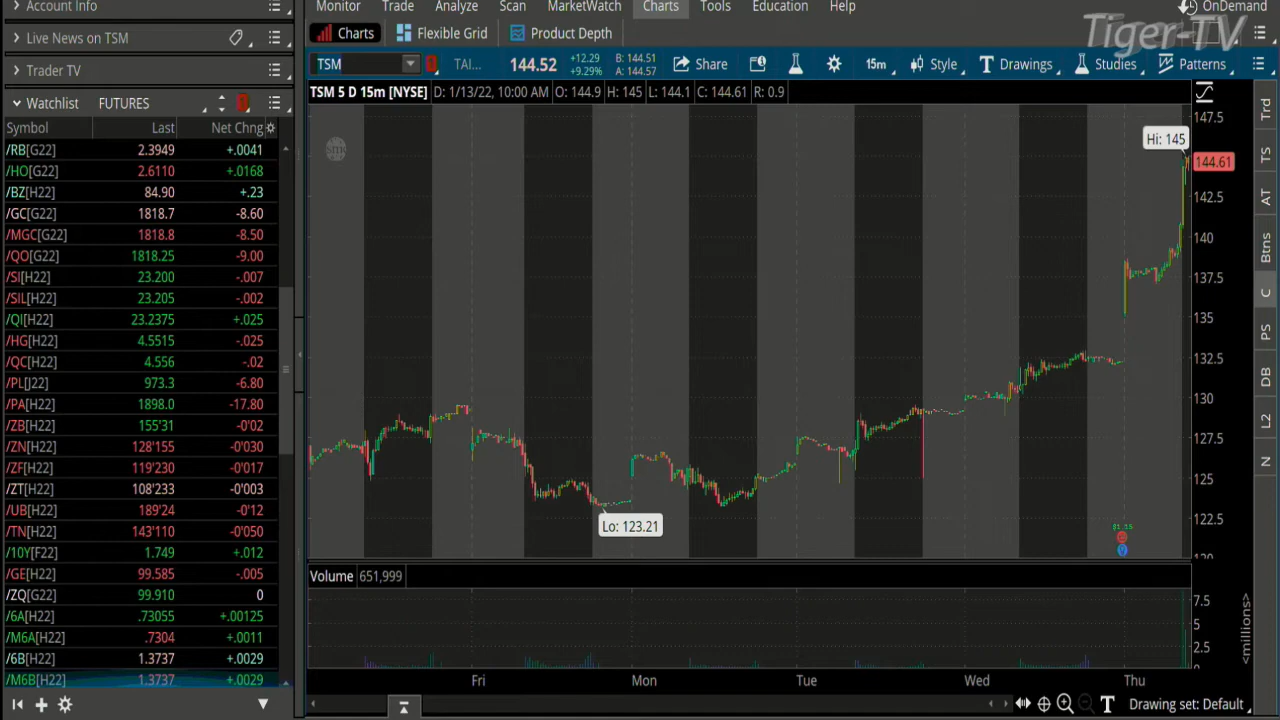 Account Info
Live News on TSM
Trader TV
Watchlist FUTURES
Symbol Last Net Chng
/RB[G22] 2.3949 +.0041
/HO[G22] 2.6110 +.0168
/BZ[H22] 84.90 +.23
/GC[G22] 1818.7 -8.60
/MGC[G22] 1818.8 -8.50
/QO[G22] 1818.25 -9.00
/SI[H22] 23.200 -.007
/SIL[H22] 23.205 -.002
/QI[H22] 23.2375 +.025
/HG[H22] 4.5515 -.025
/QC[H22] 4.556 -.02
/PL[J22] 973.3 -6.80
/PA[H22] 1898.0 -17.80
/ZB[H22] 155'31 -0'02
/ZN[H22] 128'155 -0'030
/ZF[H22] 119'230 -0'017
/ZT[H22] 108'233 -0'003
/UB[H22] 189'24 -0'12
/TN[H22] 143'110 -0'050
/10Y[F22] 1.749 +.012
/GE[H22] 99.585 -.005
/ZQ[G22] 99.910 0
/6A[H22] .73055 +.00125
/M6A[H22] .7304 +.0011
/6B[H22] 1.3737 +.0029
/M6B[H22] 1.3737 +.0029
Monitor Trade Analyze Scan MarketWatch Charts Tools Education Help OnDemand
Tiger-TV
Charts Flexible Grid Product Depth
TSM TAI... 144.52 +12.29 +9.29% B: 144.51 A: 144.57 Share 15m Style Drawings Studies Patterns
TSM 5 D 15m [NYSE] D: 1/13/22, 10:00 AM O: 144.9 H: 145 L: 144.1 C: 144.61 R: 0.9
147.5
Hi: 145
144.61
142.5
140
137.5
135
132.5
130
127.5
125
122.5
120
Lo: 123.21
Volume 651,999
7.5
5
2.5
0
<millions>
Fri Mon Tue Wed Thu
Drawing set: Default
Trd
TS
AT
Btns
C
PS
DB
L2
N